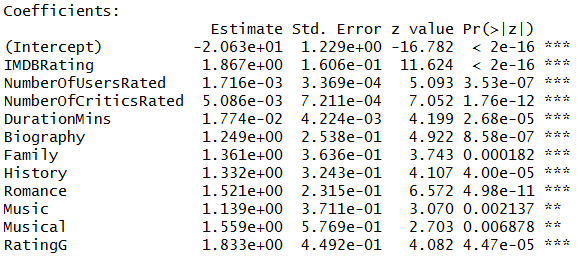 Coefficients:
Estimate Std. Error z value Pr(>|z|)
(Intercept) -2.063e+01 1.229e+00 -16.782 < 2e-16 ***
IMDBRating 1.867e+00 1.606e-01 11.624 < 2e-16 ***
NumberOfUsersRated 1.716e-03 3.369e-04 5.093 3.53e-07 ***
NumberOfCriticsRated 5.086e-03 7.211e-04 7.052 1.76e-12 ***
DurationMins 1.774e-02 4.224e-03 4.199 2.68e-05 ***
Biography 1.249e+00 2.538e-01 4.922 8.58e-07 ***
Family 1.361e+00 3.636e-01 3.743 0.000182 ***
History 1.332e+00 3.243e-01 4.107 4.00e-05 ***
Romance 1.521e+00 2.315e-01 6.572 4.98e-11 ***
Music 1.139e+00 3.711e-01 3.070 0.002137 **
Musical 1.559e+00 5.769e-01 2.703 0.006878 **
RatingG 1.833e+00 4.492e-01 4.082 4.47e-05 ***